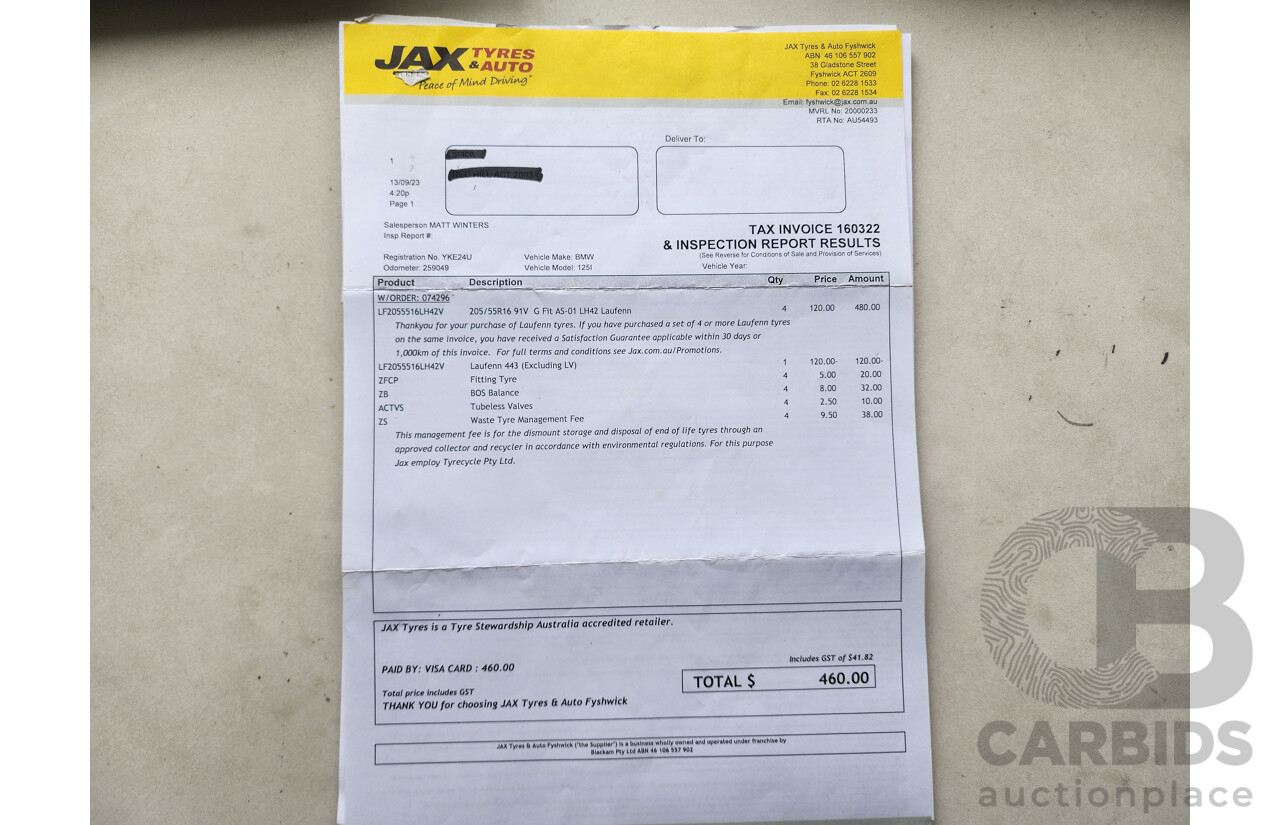 JAX TYRES & AUTO
Peace of Mind Driving
JAX Tyres & Auto Fyshwick
ABN 46 106 557 902
38 Gladstone Street
Fyshwick ACT 2609
Phone: 02 6228 1533
Fax: 02 6228 1534
Email: fyshwick@jax.com.au
MVRL No: 20000233
RTA No: AU54493
Deliver To:
1
13/09/23
4:20p
Page 1
Salesperson MATT WINTERS
Insp Report #:
TAX INVOICE 160322
& INSPECTION REPORT RESULTS
(See Reverse for Conditions of Sale and Provision of Services)
Registration No. YKE24U Vehicle Make: BMW
Odometer: 259049 Vehicle Model: 125I Vehicle Year:
Product Description Qty Price Amount
W/ORDER: 074296
LF2055516LH42V 205/55R16 91V G Fit AS-01 LH42 Laufenn 4 120.00 480.00
Thankyou for your purchase of Laufenn tyres. If you have purchased a set of 4 or more Laufenn tyres
on the same invoice, you have received a Satisfaction Guarantee applicable within 30 days or
1,000km of this invoice. For full terms and conditions see Jax.com.au/Promotions.
LF2055516LH42V Laufenn 443 (Excluding LV) 1 120.00- 120.00-
ZFCP Fitting Tyre 4 5.00 20.00
ZB BOS Balance 4 8.00 32.00
ACTVS Tubeless Valves 4 2.50 10.00
ZS Waste Tyre Management Fee 4 9.50 38.00
This management fee is for the dismount storage and disposal of end of life tyres through an
approved collector and recycler in accordance with environmental regulations. For this purpose
Jax employ Tyrecycle Pty Ltd.
JAX Tyres is a Tyre Stewardship Australia accredited retailer.
Includes GST of $41.82
PAID BY: VISA CARD : 460.00
TOTAL $ 460.00
Total price includes GST
THANK YOU for choosing JAX Tyres & Auto Fyshwick
JAX Tyres & Auto Fyshwick ("the Supplier") is a business wholly owned and operated under franchise by
Blackam Pty Ltd ABN 46 106 557 902
CB
CARBIDS
auctionplace